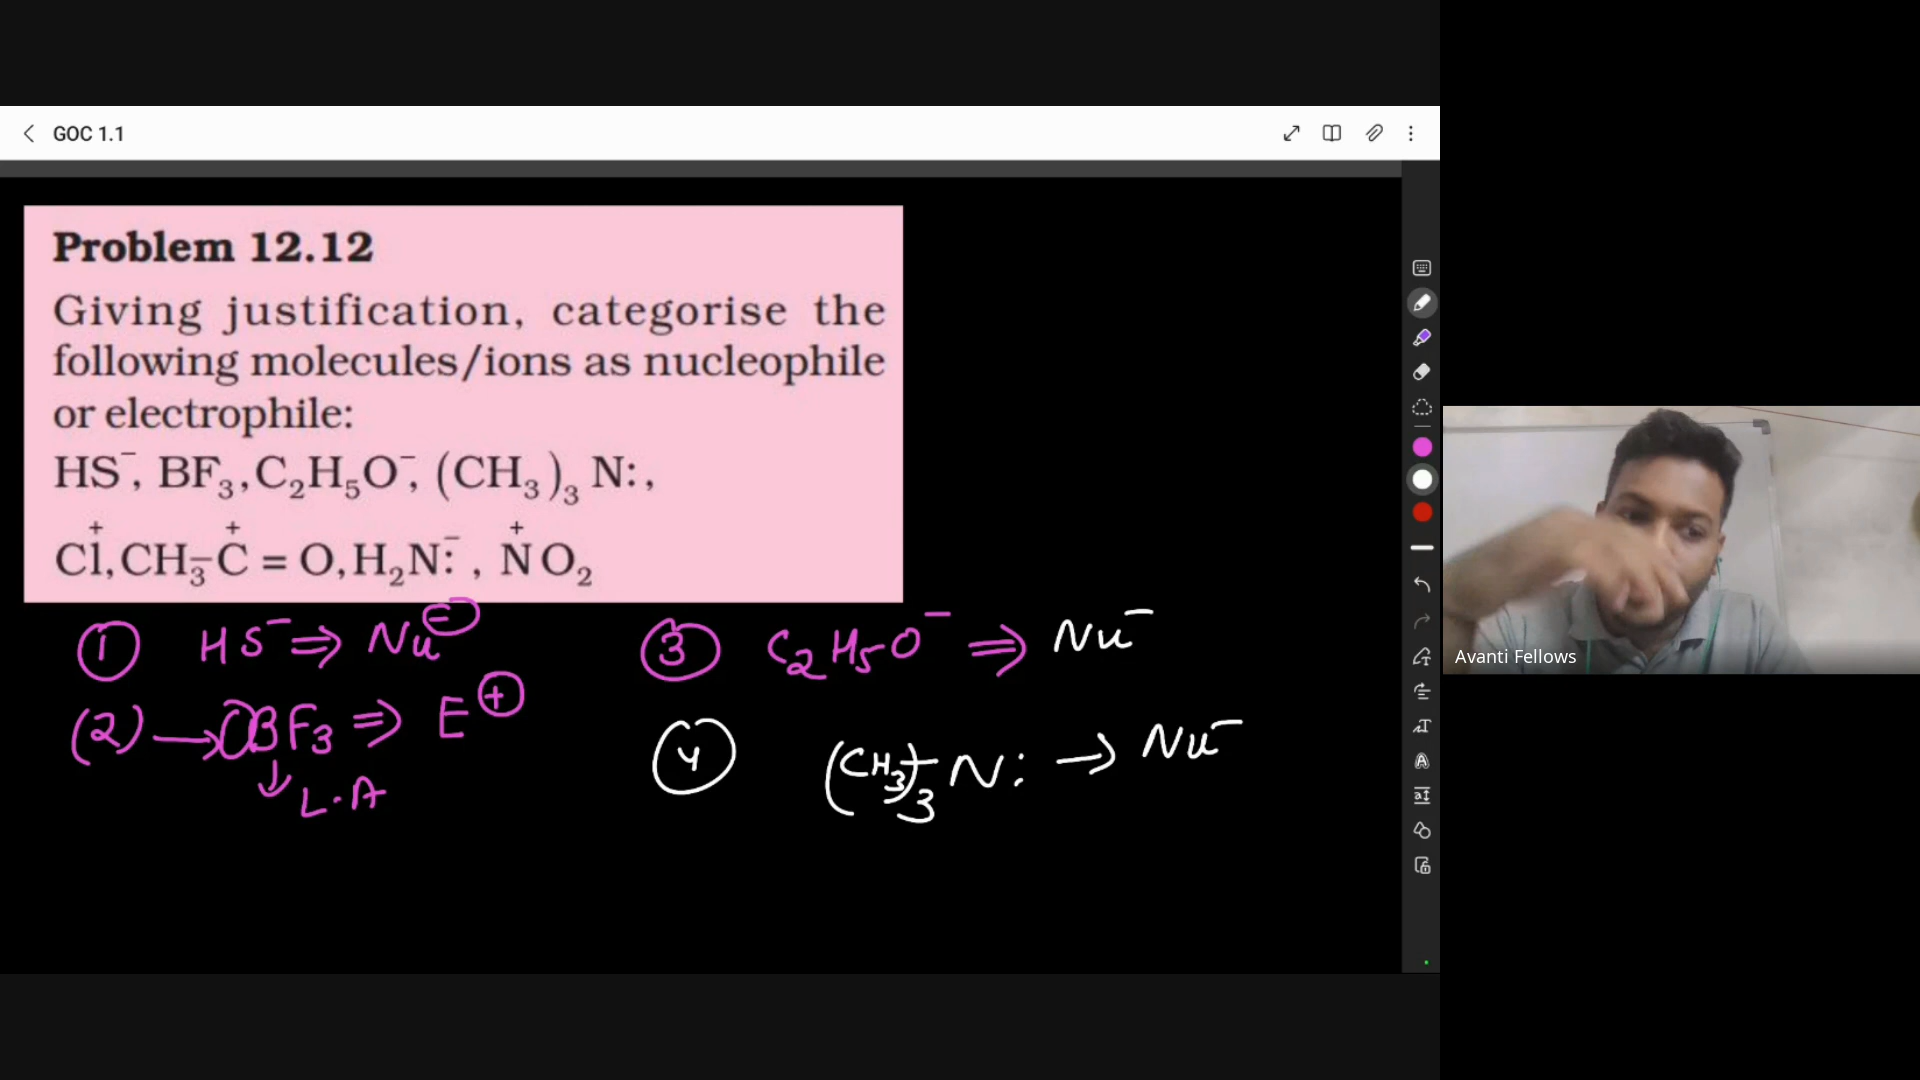 GOC 1.1
Problem 12.12
Giving justification, categorise the
following molecules/ions as nucleophile
or electrophile:
HS⁻, BF₃, C₂H₅O⁻, (CH₃)₃ N:,
Cl⁺, CH₃–C⁺ = O, H₂N:⁻, N⁺O₂
① HS⁻ ⇒ Nu⊖
(2) → BF₃ ⇒ E⊕
↓ L.A
③ C₂H₅O⁻ ⇒ Nu⁻
④ (CH₃)₃–N: → Nu⁻
Avanti Fellows